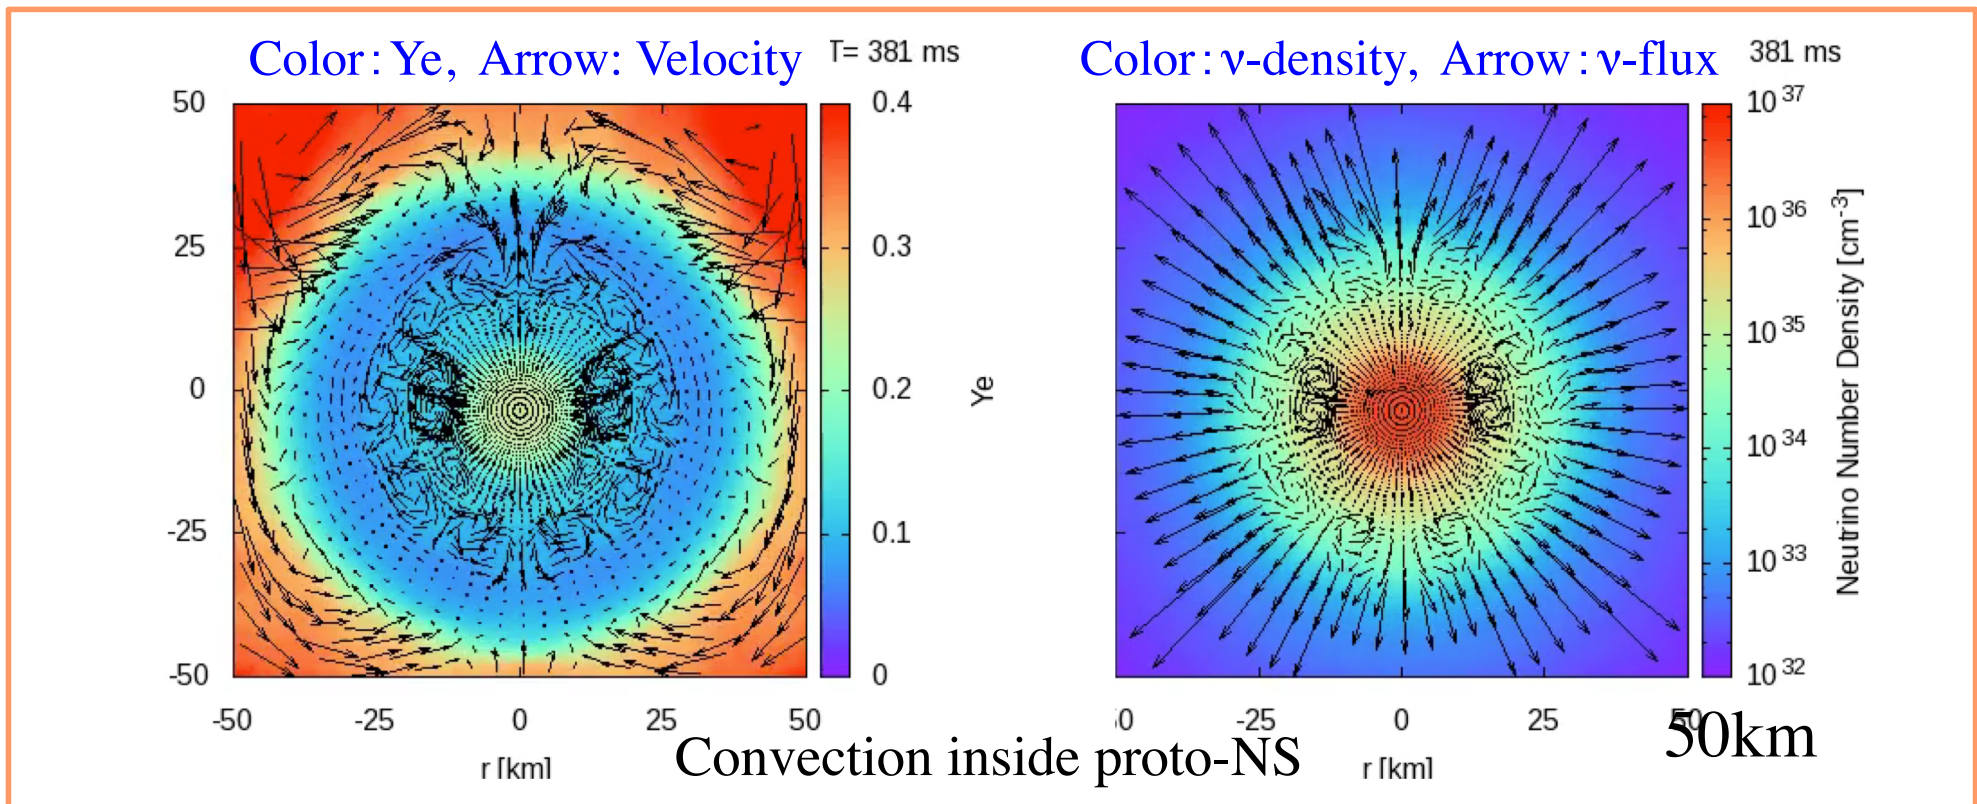 Color: Ye, Arrow: Velocity T= 381 ms
50
25
0
-25
-50
-50 -25 0 25 50
r [km]
0.4
0.3
0.2
0.1
0
Ye
Color: ν-density, Arrow: ν-flux 381 ms
-25 0 25 50
r [km]
10^37
10^36
10^35
10^34
10^33
10^32
Neutrino Number Density [cm^-3]
50km
Convection inside proto-NS